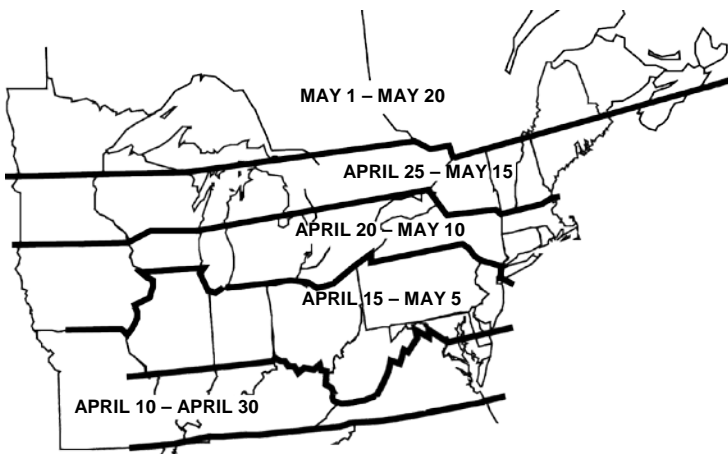 MAY 1 – MAY 20
APRIL 25 – MAY 15
APRIL 20 – MAY 10
APRIL 15 – MAY 5
APRIL 10 – APRIL 30